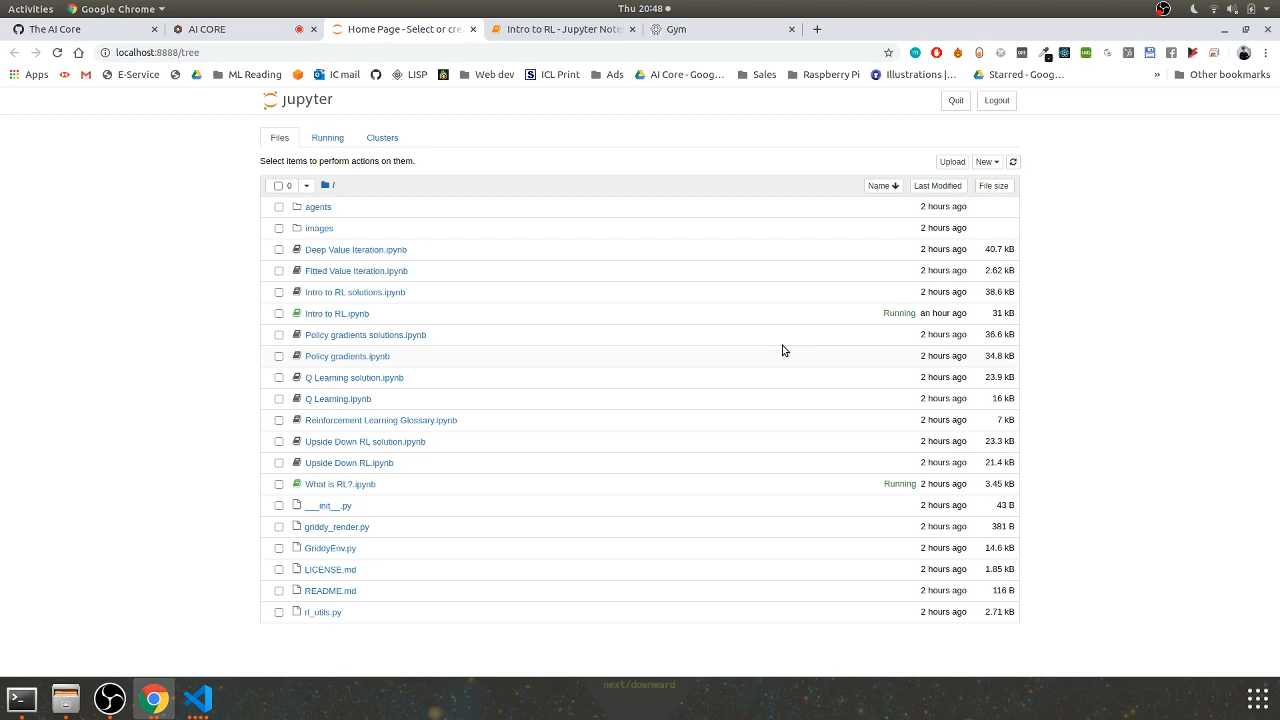 Activities Google Chrome Thu 20:48
The AI Core AI CORE Home Page - Select or cre Intro to RL - Jupyter Note Gym
localhost:8888/tree
Apps E-Service ML Reading IC mail LISP Web dev ICL Print Ads AI Core - Goog… Sales Raspberry Pi Illustrations |… Starred - Goog… » Other bookmarks
jupyter Quit Logout
Files Running Clusters
Select items to perform actions on them. Upload New
0 / Name Last Modified File size
agents 2 hours ago
images 2 hours ago
Deep Value Iteration.ipynb 2 hours ago 40.7 kB
Fitted Value Iteration.ipynb 2 hours ago 2.62 kB
Intro to RL solutions.ipynb 2 hours ago 38.6 kB
Intro to RL.ipynb Running an hour ago 31 kB
Policy gradients solutions.ipynb 2 hours ago 36.6 kB
Policy gradients.ipynb 2 hours ago 34.8 kB
Q Learning solution.ipynb 2 hours ago 23.9 kB
Q Learning.ipynb 2 hours ago 16 kB
Reinforcement Learning Glossary.ipynb 2 hours ago 7 kB
Upside Down RL solution.ipynb 2 hours ago 23.3 kB
Upside Down RL.ipynb 2 hours ago 21.4 kB
What is RL?.ipynb Running 2 hours ago 3.45 kB
___init__.py 2 hours ago 43 B
griddy_render.py 2 hours ago 381 B
GriddyEnv.py 2 hours ago 14.6 kB
LICENSE.md 2 hours ago 1.85 kB
README.md 2 hours ago 116 B
rl_utils.py 2 hours ago 2.71 kB
next/downward